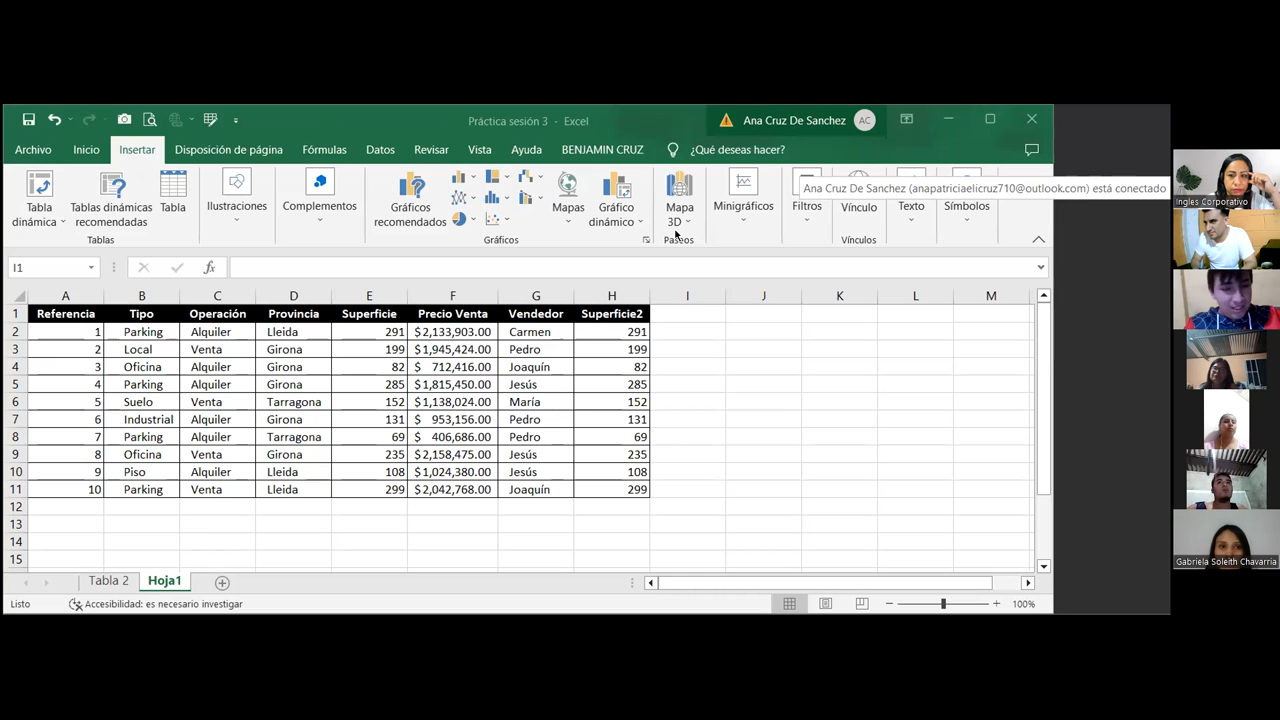 Práctica sesión 3 - Excel
Ana Cruz De Sanchez AC
Archivo Inicio Insertar Disposición de página Fórmulas Datos Revisar Vista Ayuda BENJAMIN CRUZ ¿Qué deseas hacer?
Tabla dinámica
Tablas dinámicas recomendadas
Tabla
Tablas
Ilustraciones
Complementos
Gráficos recomendados
Mapas
Gráfico dinámico
Gráficos
Mapa 3D
Paseos
Minigráficos
Filtros
Vínculo
Vínculos
Texto
Símbolos
Ana Cruz De Sanchez (anapatriciaelicruz710@outlook.com) está conectado
I1 fx
A B C D E F G H I J K L M
1 Referencia Tipo Operación Provincia Superficie Precio Venta Vendedor Superficie2
2 1 Parking Alquiler Lleida 291 $2,133,903.00 Carmen 291
3 2 Local Venta Girona 199 $1,945,424.00 Pedro 199
4 3 Oficina Alquiler Girona 82 $ 712,416.00 Joaquín 82
5 4 Parking Alquiler Girona 285 $1,815,450.00 Jesús 285
6 5 Suelo Venta Tarragona 152 $1,138,024.00 María 152
7 6 Industrial Alquiler Girona 131 $ 953,156.00 Pedro 131
8 7 Parking Alquiler Tarragona 69 $ 406,686.00 Pedro 69
9 8 Oficina Venta Girona 235 $2,158,475.00 Jesús 235
10 9 Piso Alquiler Lleida 108 $1,024,380.00 Jesús 108
11 10 Parking Venta Lleida 299 $2,042,768.00 Joaquín 299
12
13
14
15
Tabla 2 Hoja1
Listo Accesibilidad: es necesario investigar 100%
Ingles Corporativo
Gabriela Soleith Chavarria